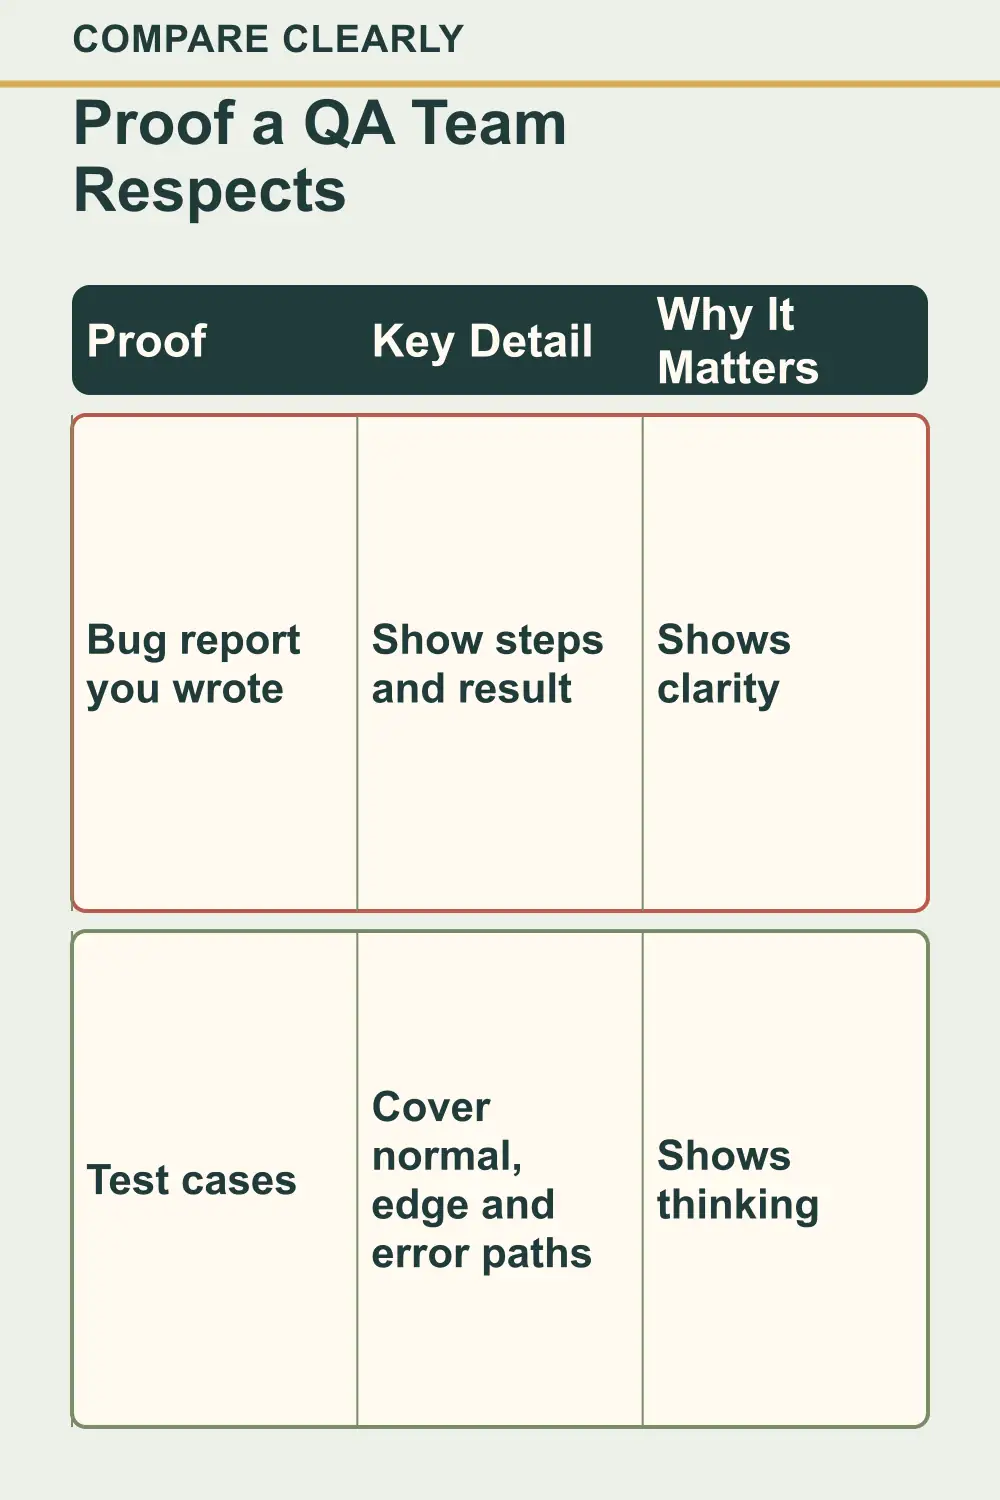 COMPARE CLEARLY
Proof a QA Team
Respects
Proof
Key Detail
Why It
Matters
Bug report
you wrote
Show steps
and result
Shows
clarity
Test cases
Cover
normal,
edge and
error paths
Shows
thinking